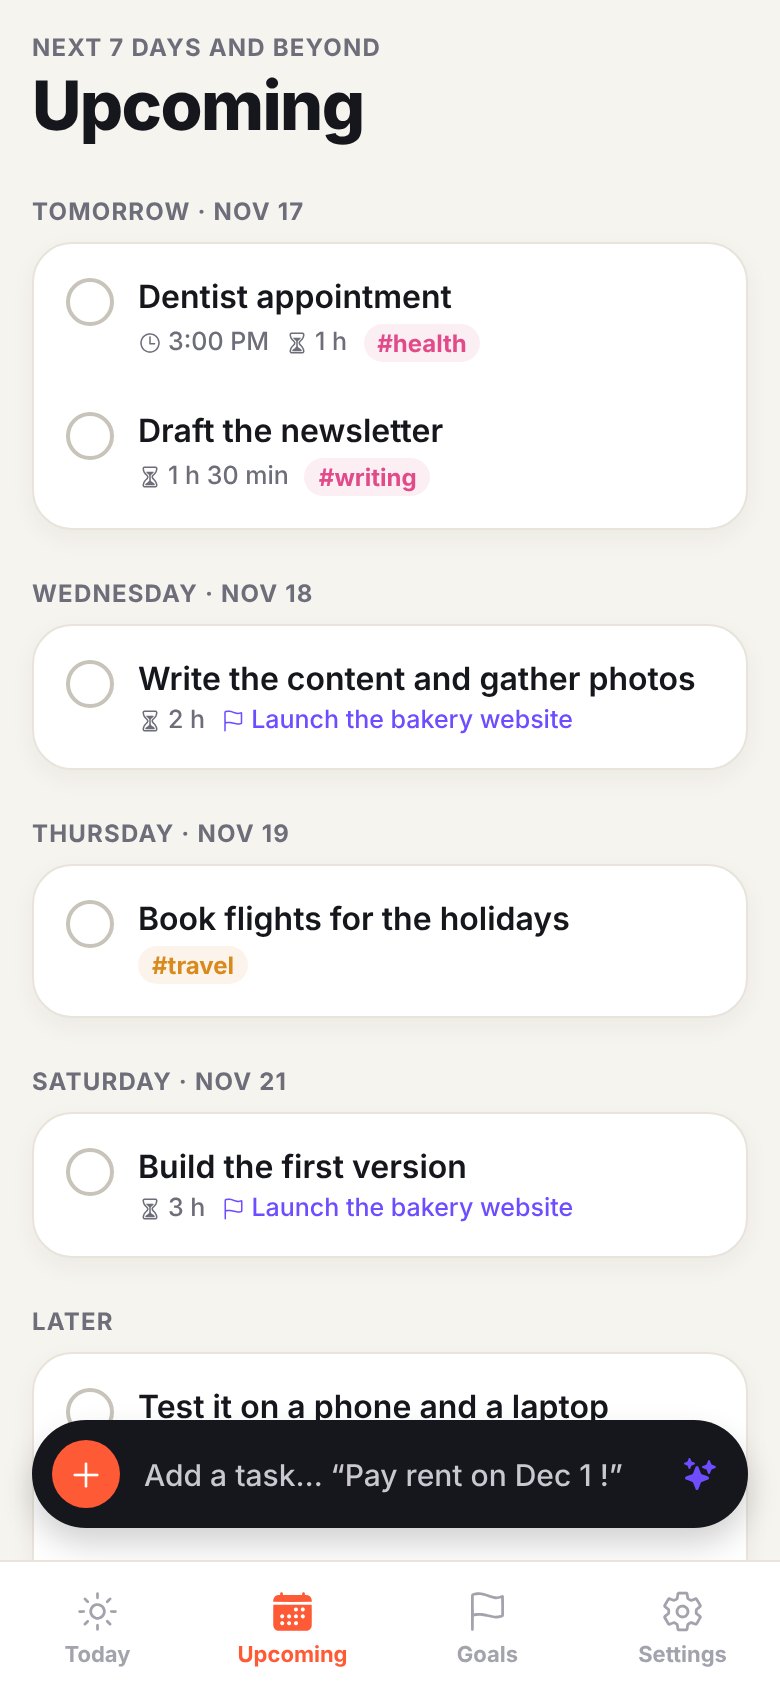 NEXT 7 DAYS AND BEYOND
Upcoming
TOMORROW · NOV 17
Dentist appointment
3:00 PM 1 h #health
Draft the newsletter
1 h 30 min #writing
WEDNESDAY · NOV 18
Write the content and gather photos
2 h Launch the bakery website
THURSDAY · NOV 19
Book flights for the holidays
#travel
SATURDAY · NOV 21
Build the first version
3 h Launch the bakery website
LATER
Test it on a phone and a laptop
Add a task... “Pay rent on Dec 1 !”
Today Upcoming Goals Settings